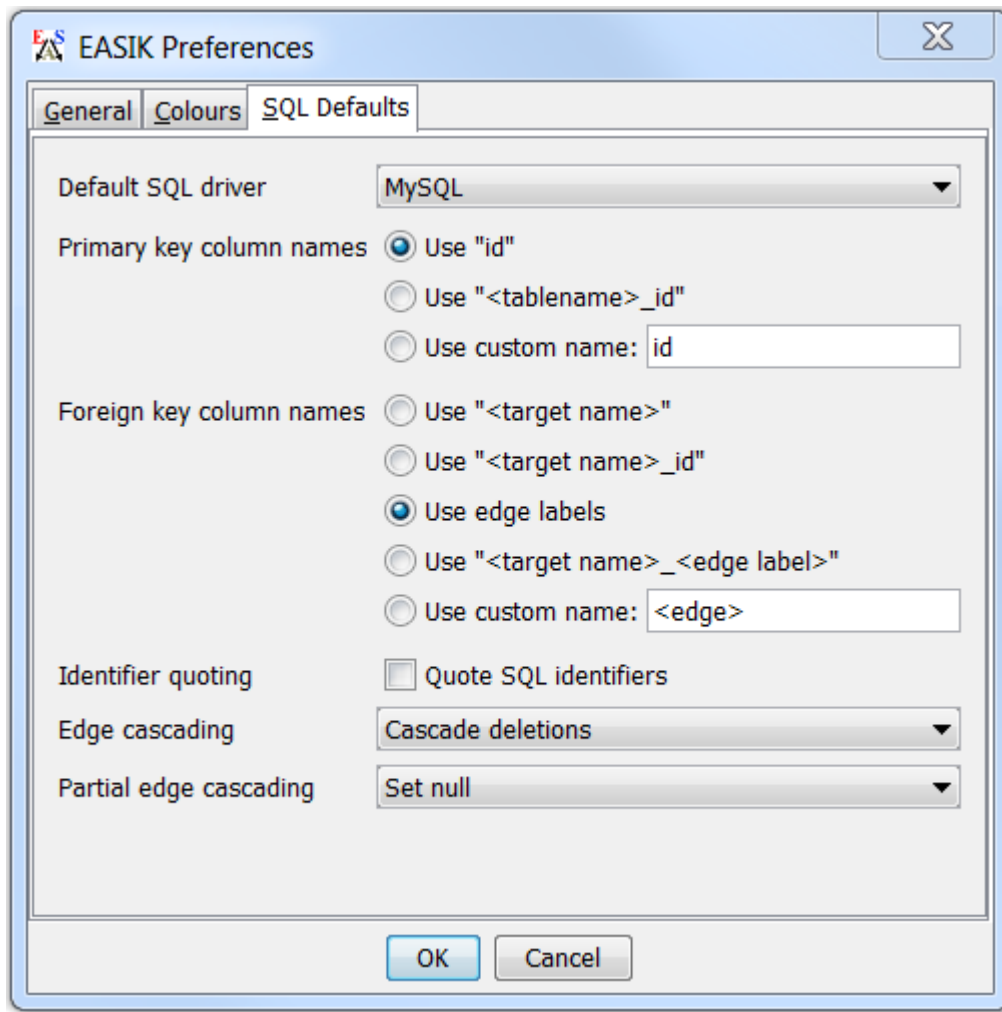 EASIK Preferences
General Colours SQL Defaults
Default SQL driver MySQL
Primary key column names Use "id"
Use "<tablename>_id"
Use custom name: id
Foreign key column names Use "<target name>"
Use "<target name>_id"
Use edge labels
Use "<target name>_<edge label>"
Use custom name: <edge>
Identifier quoting Quote SQL identifiers
Edge cascading Cascade deletions
Partial edge cascading Set null
OK Cancel